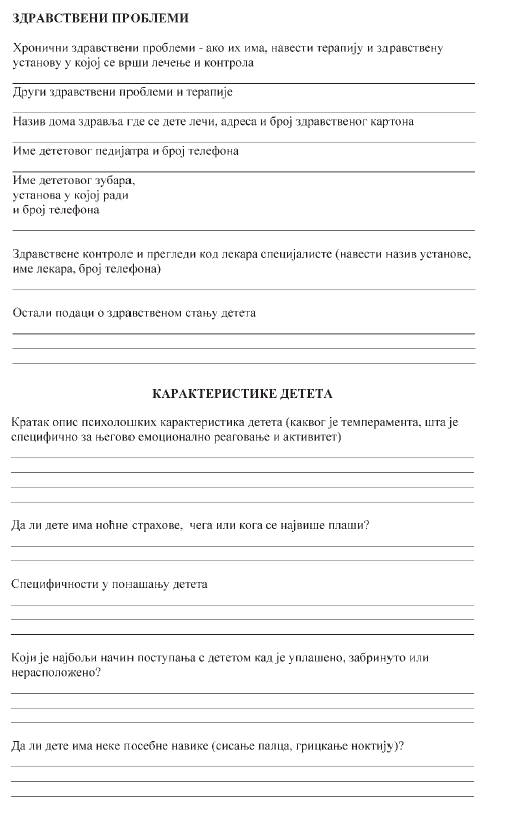 ЗДРАВСТВЕНИ ПРОБЛЕМИ
Хронични здравствени проблеми - ако их има, навести терапију и здравствену
установу у којој се врши лечење и контрола
Други здравствени проблеми и терапије
Назив дома здравља где се дете лечи, адреса и број здравственог картона
Име дететовог педијатра и број телефона
Име дететовог зубара,
установа у којој ради
и број телефона
Здравствене контроле и прегледи код лекара специјалисте (навести назив установе,
име лекара, број телефона)
Остали подаци о здравственом стању детета
КАРАКТЕРИСТИКЕ ДЕТЕТА
Кратак опис психолошких карактеристика детета (каквог је темперамента, шта је
специфично за његово емоционално реаговање и активитет)
Да ли дете има ноћне страхове, чега или кога се највише плаши?
Специфичности у понашању детета
Који је најбољи начин поступања с дететом кад је уплашено, забринуто или
нерасположено?
Да ли дете има неке посебне навике (сисање палца, грицкање ноктију)?